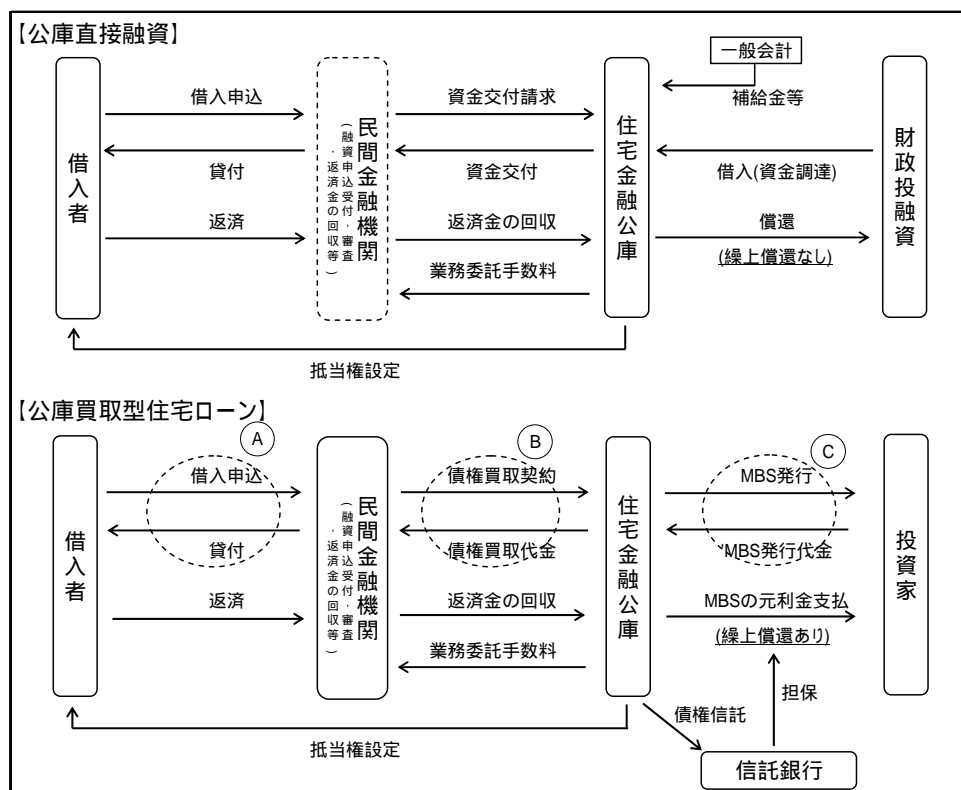 【公庫直接融資】
一般会計
借入申込
資金交付請求
補給金等
借入者
民間金融機関
(融資申込受付・審査
・返済金の回収等)
住宅金融公庫
財政投融資
貸付
資金交付
借入(資金調達)
返済
返済金の回収
償還
(繰上償還なし)
業務委託手数料
抵当権設定
【公庫買取型住宅ローン】
A
B
C
借入申込
債権買取契約
MBS発行
借入者
民間金融機関
(融資申込受付・審査
・返済金の回収等)
住宅金融公庫
投資家
貸付
債権買取代金
MBS発行代金
返済
返済金の回収
MBSの元利金支払
(繰上償還あり)
業務委託手数料
担保
債権信託
抵当権設定
信託銀行